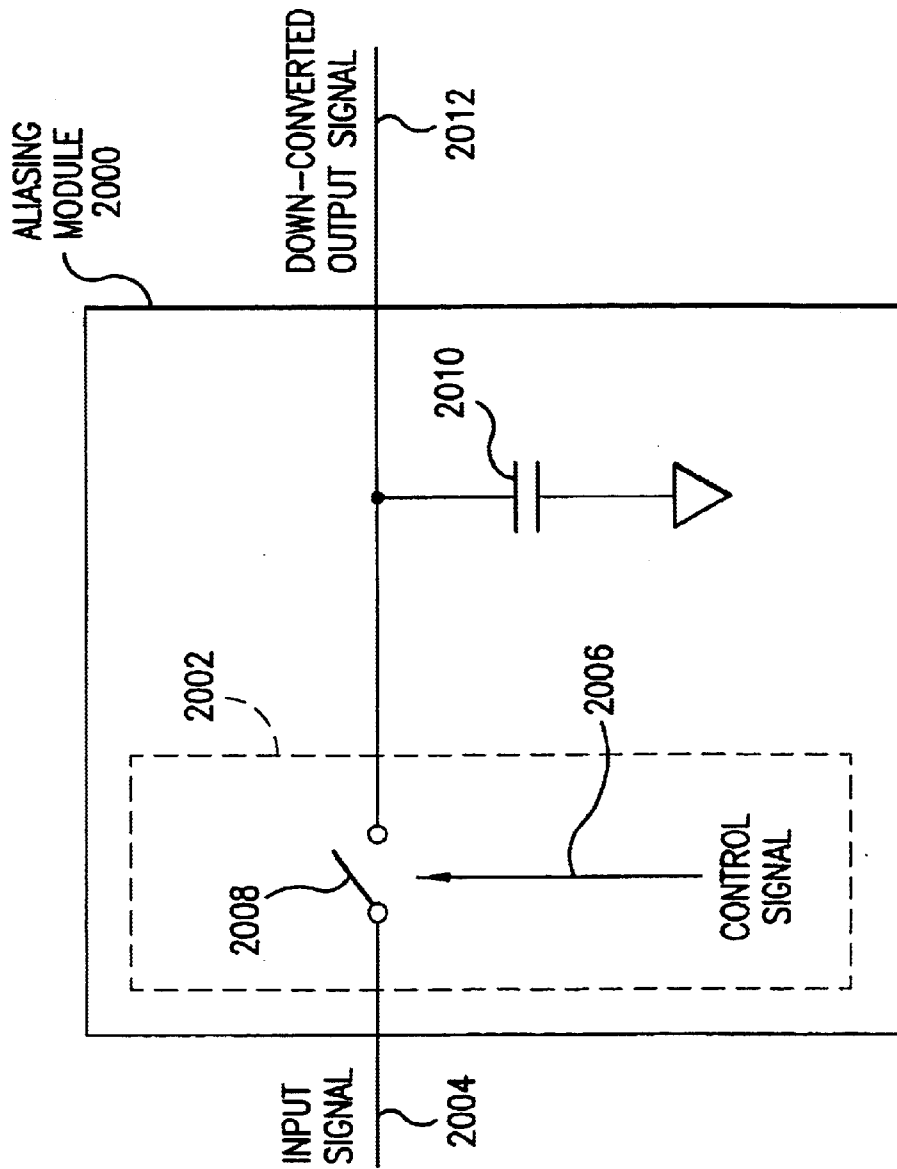 ALIASING
MODULE
2000
2002
INPUT
SIGNAL
2004
2008
2006
CONTROL
SIGNAL
2010
DOWN-CONVERTED
OUTPUT SIGNAL
2012